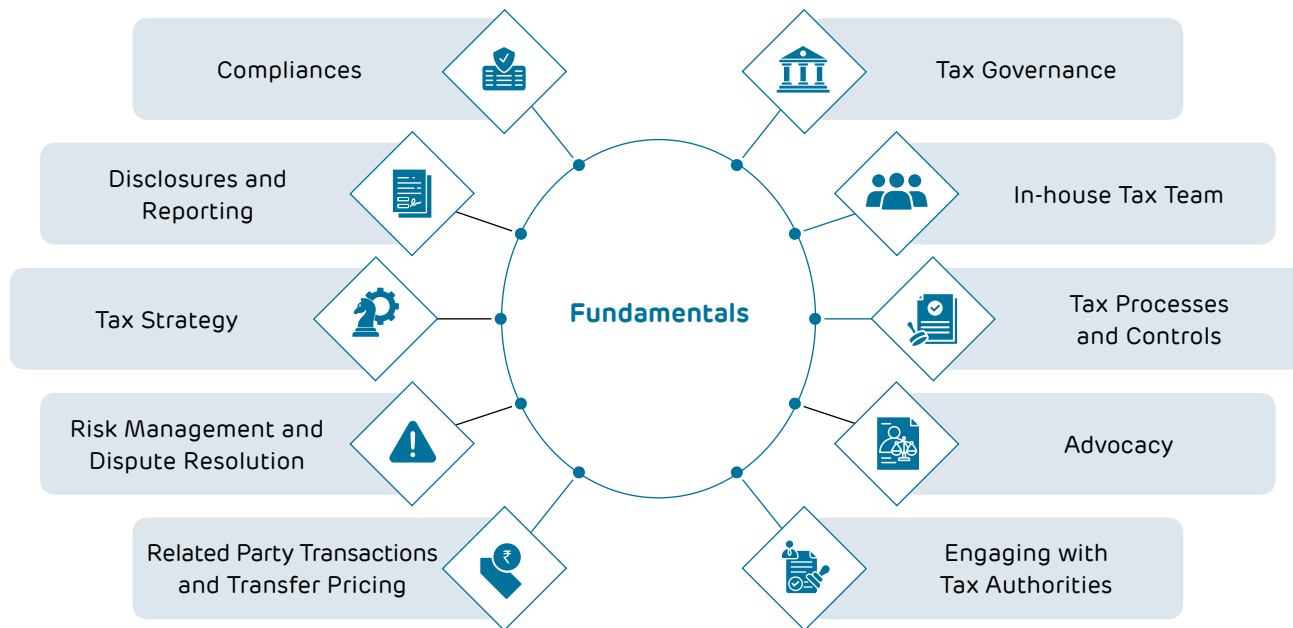 Compliances
Tax Governance
Disclosures and
Reporting
In-house Tax Team
Tax Strategy
Fundamentals
Tax Processes
and Controls
Risk Management and
Dispute Resolution
Advocacy
Related Party Transactions
and Transfer Pricing
₹
Engaging with
Tax Authorities